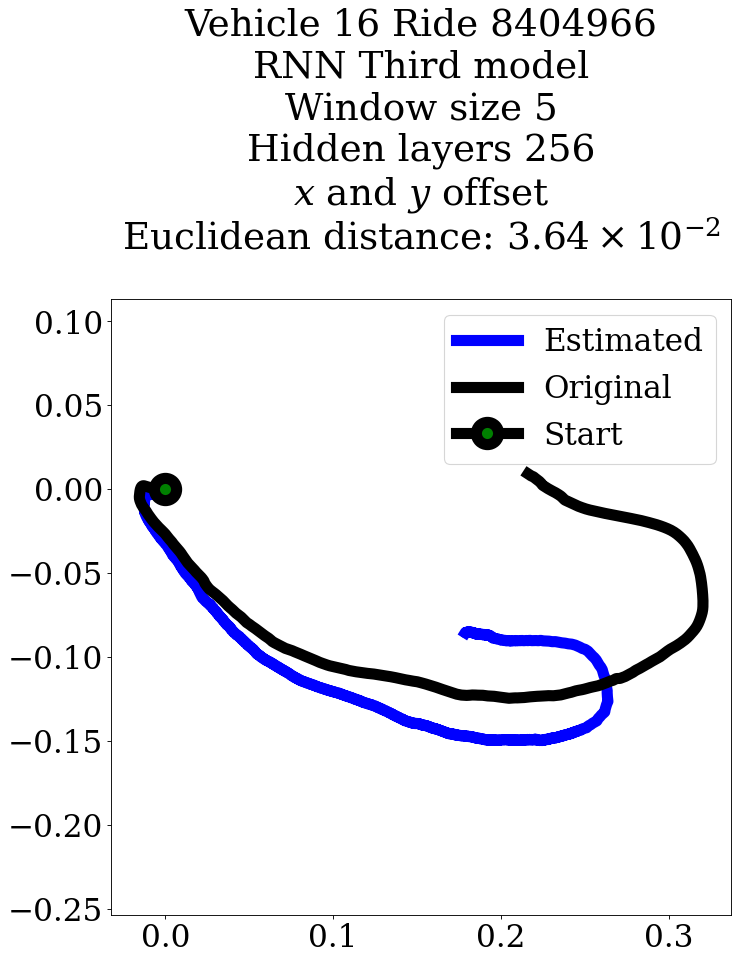 Vehicle 16 Ride 8404966
RNN Third model
Window size 5
Hidden layers 256
x and y offset
Euclidean distance: 3.64 × 10⁻²
Estimated
Original
Start
0.10
0.05
0.00
−0.05
−0.10
−0.15
−0.20
−0.25
0.0 0.1 0.2 0.3